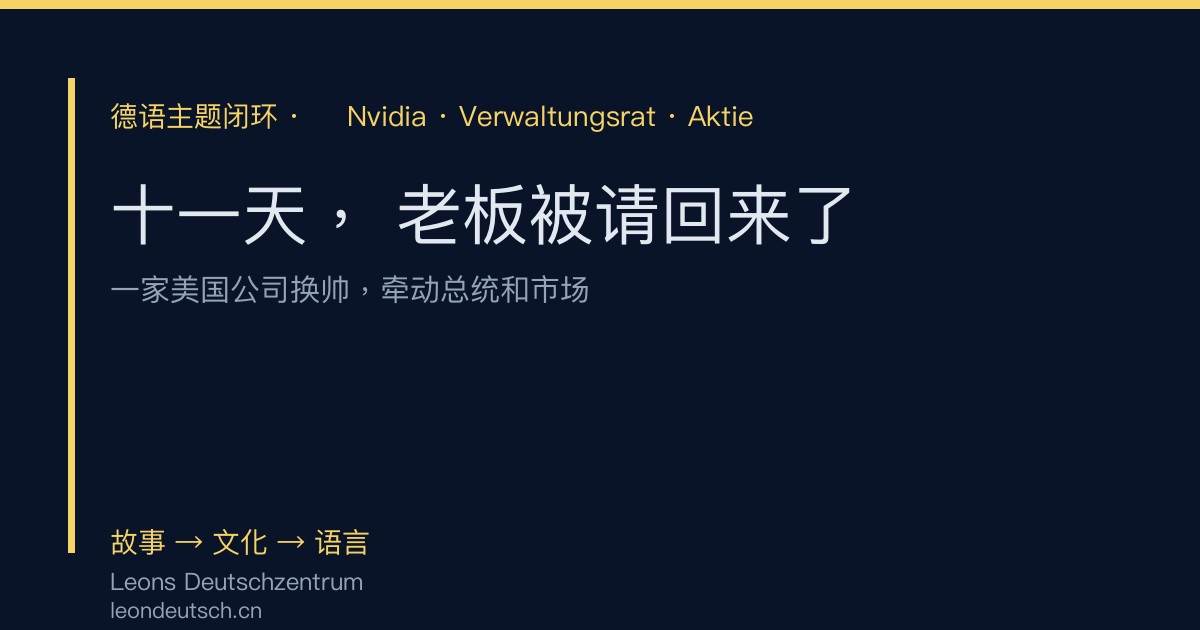 德语主题闭环 · Nvidia · Verwaltungsrat · Aktie
十一天， 老板被请回来了
一家美国公司换帅，牵动总统和市场
故事 → 文化 → 语言
Leons Deutschzentrum
leondeutsch.cn